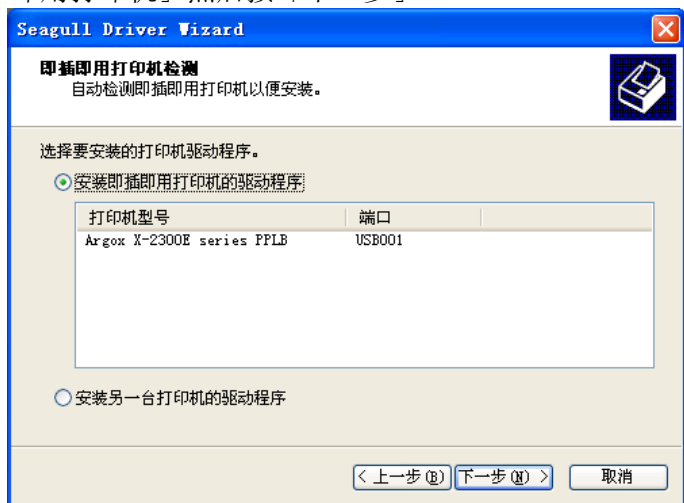 Seagull Driver Wizard
即插即用打印机检测
自动检测即插即用打印机以便安装。
选择要安装的打印机驱动程序。
安装即插即用打印机的驱动程序
打印机型号 端口
Argox X-2300E series PPLB USB001
安装另一台打印机的驱动程序
< 上一步(B) 下一步(N) > 取消